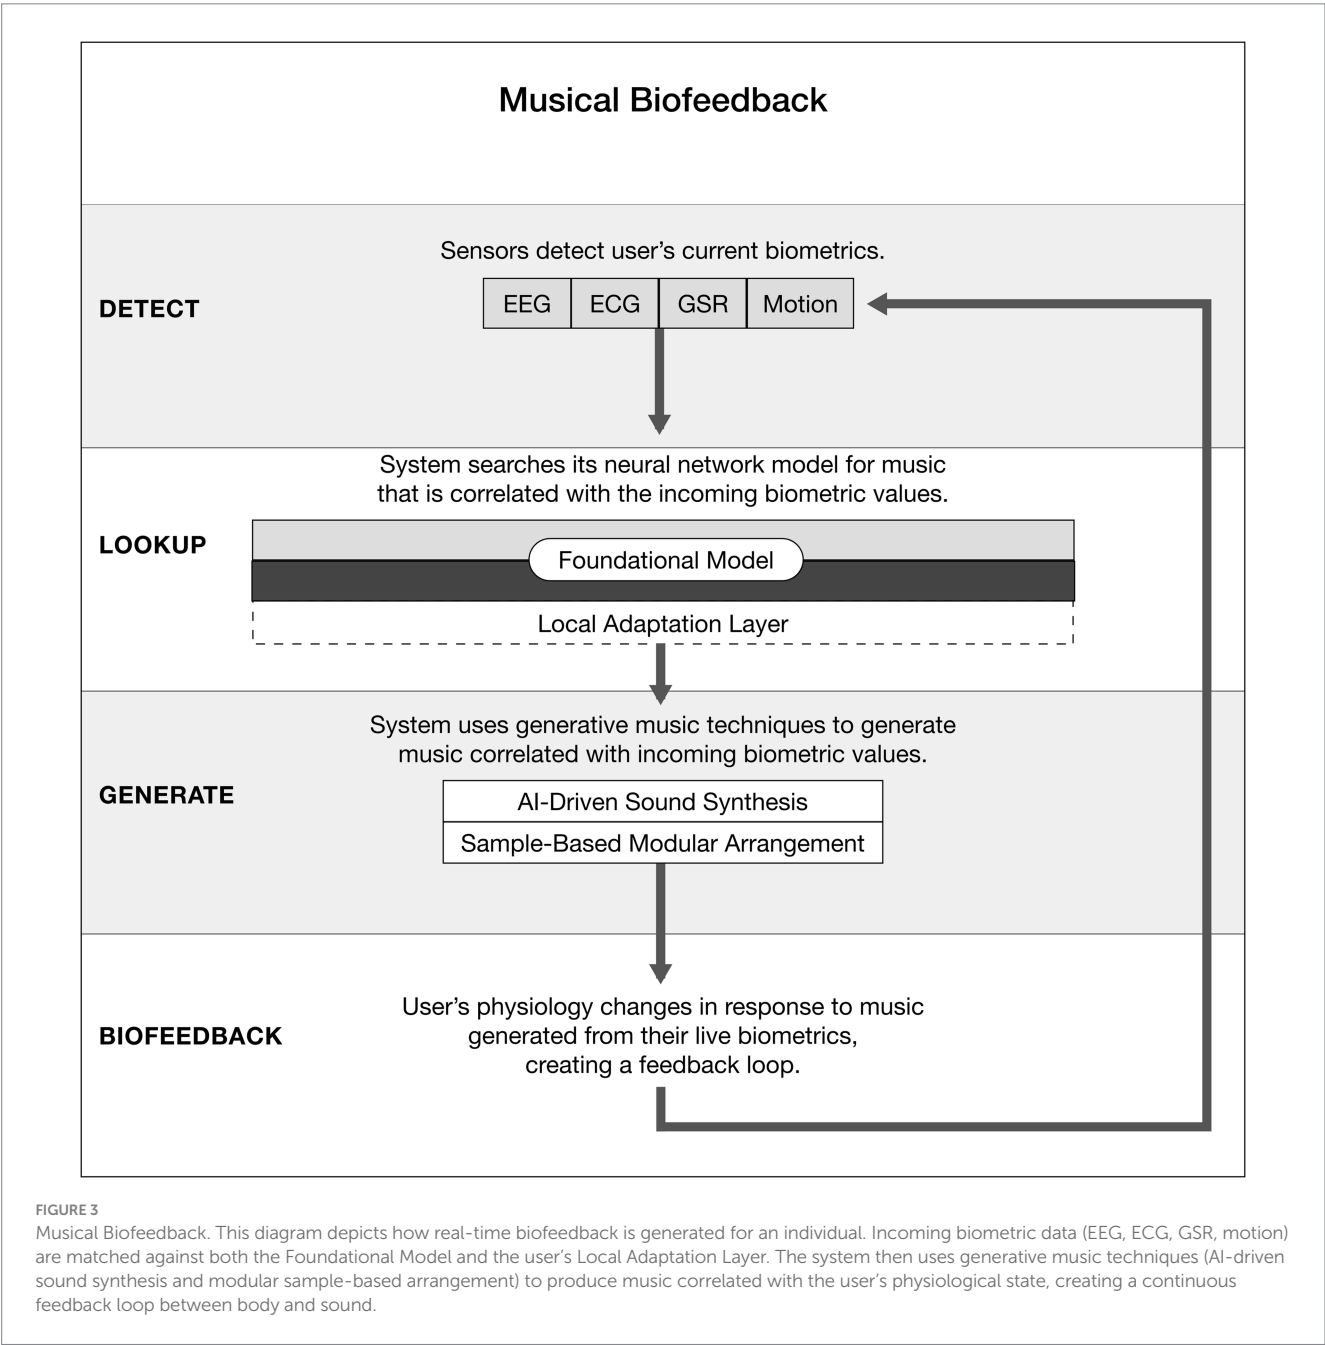 Musical Biofeedback
Sensors detect user’s current biometrics.
DETECT
EEG
ECG
GSR
Motion
System searches its neural network model for music
that is correlated with the incoming biometric values.
LOOKUP
Foundational Model
Local Adaptation Layer
System uses generative music techniques to generate
music correlated with incoming biometric values.
GENERATE
AI-Driven Sound Synthesis
Sample-Based Modular Arrangement
User’s physiology changes in response to music
generated from their live biometrics,
creating a feedback loop.
BIOFEEDBACK
FIGURE 3
Musical Biofeedback. This diagram depicts how real-time biofeedback is generated for an individual. Incoming biometric data (EEG, ECG, GSR, motion)
are matched against both the Foundational Model and the user’s Local Adaptation Layer. The system then uses generative music techniques (AI-driven
sound synthesis and modular sample-based arrangement) to produce music correlated with the user’s physiological state, creating a continuous
feedback loop between body and sound.